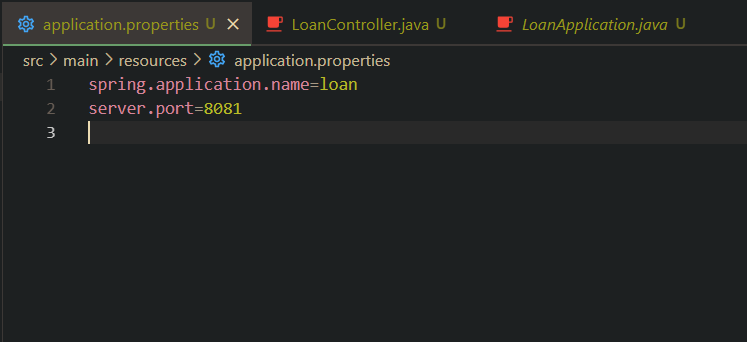 application.properties U
LoanController.java U
LoanApplication.java U
src > main > resources > application.properties
1 spring.application.name=loan
2 server.port=8081
3